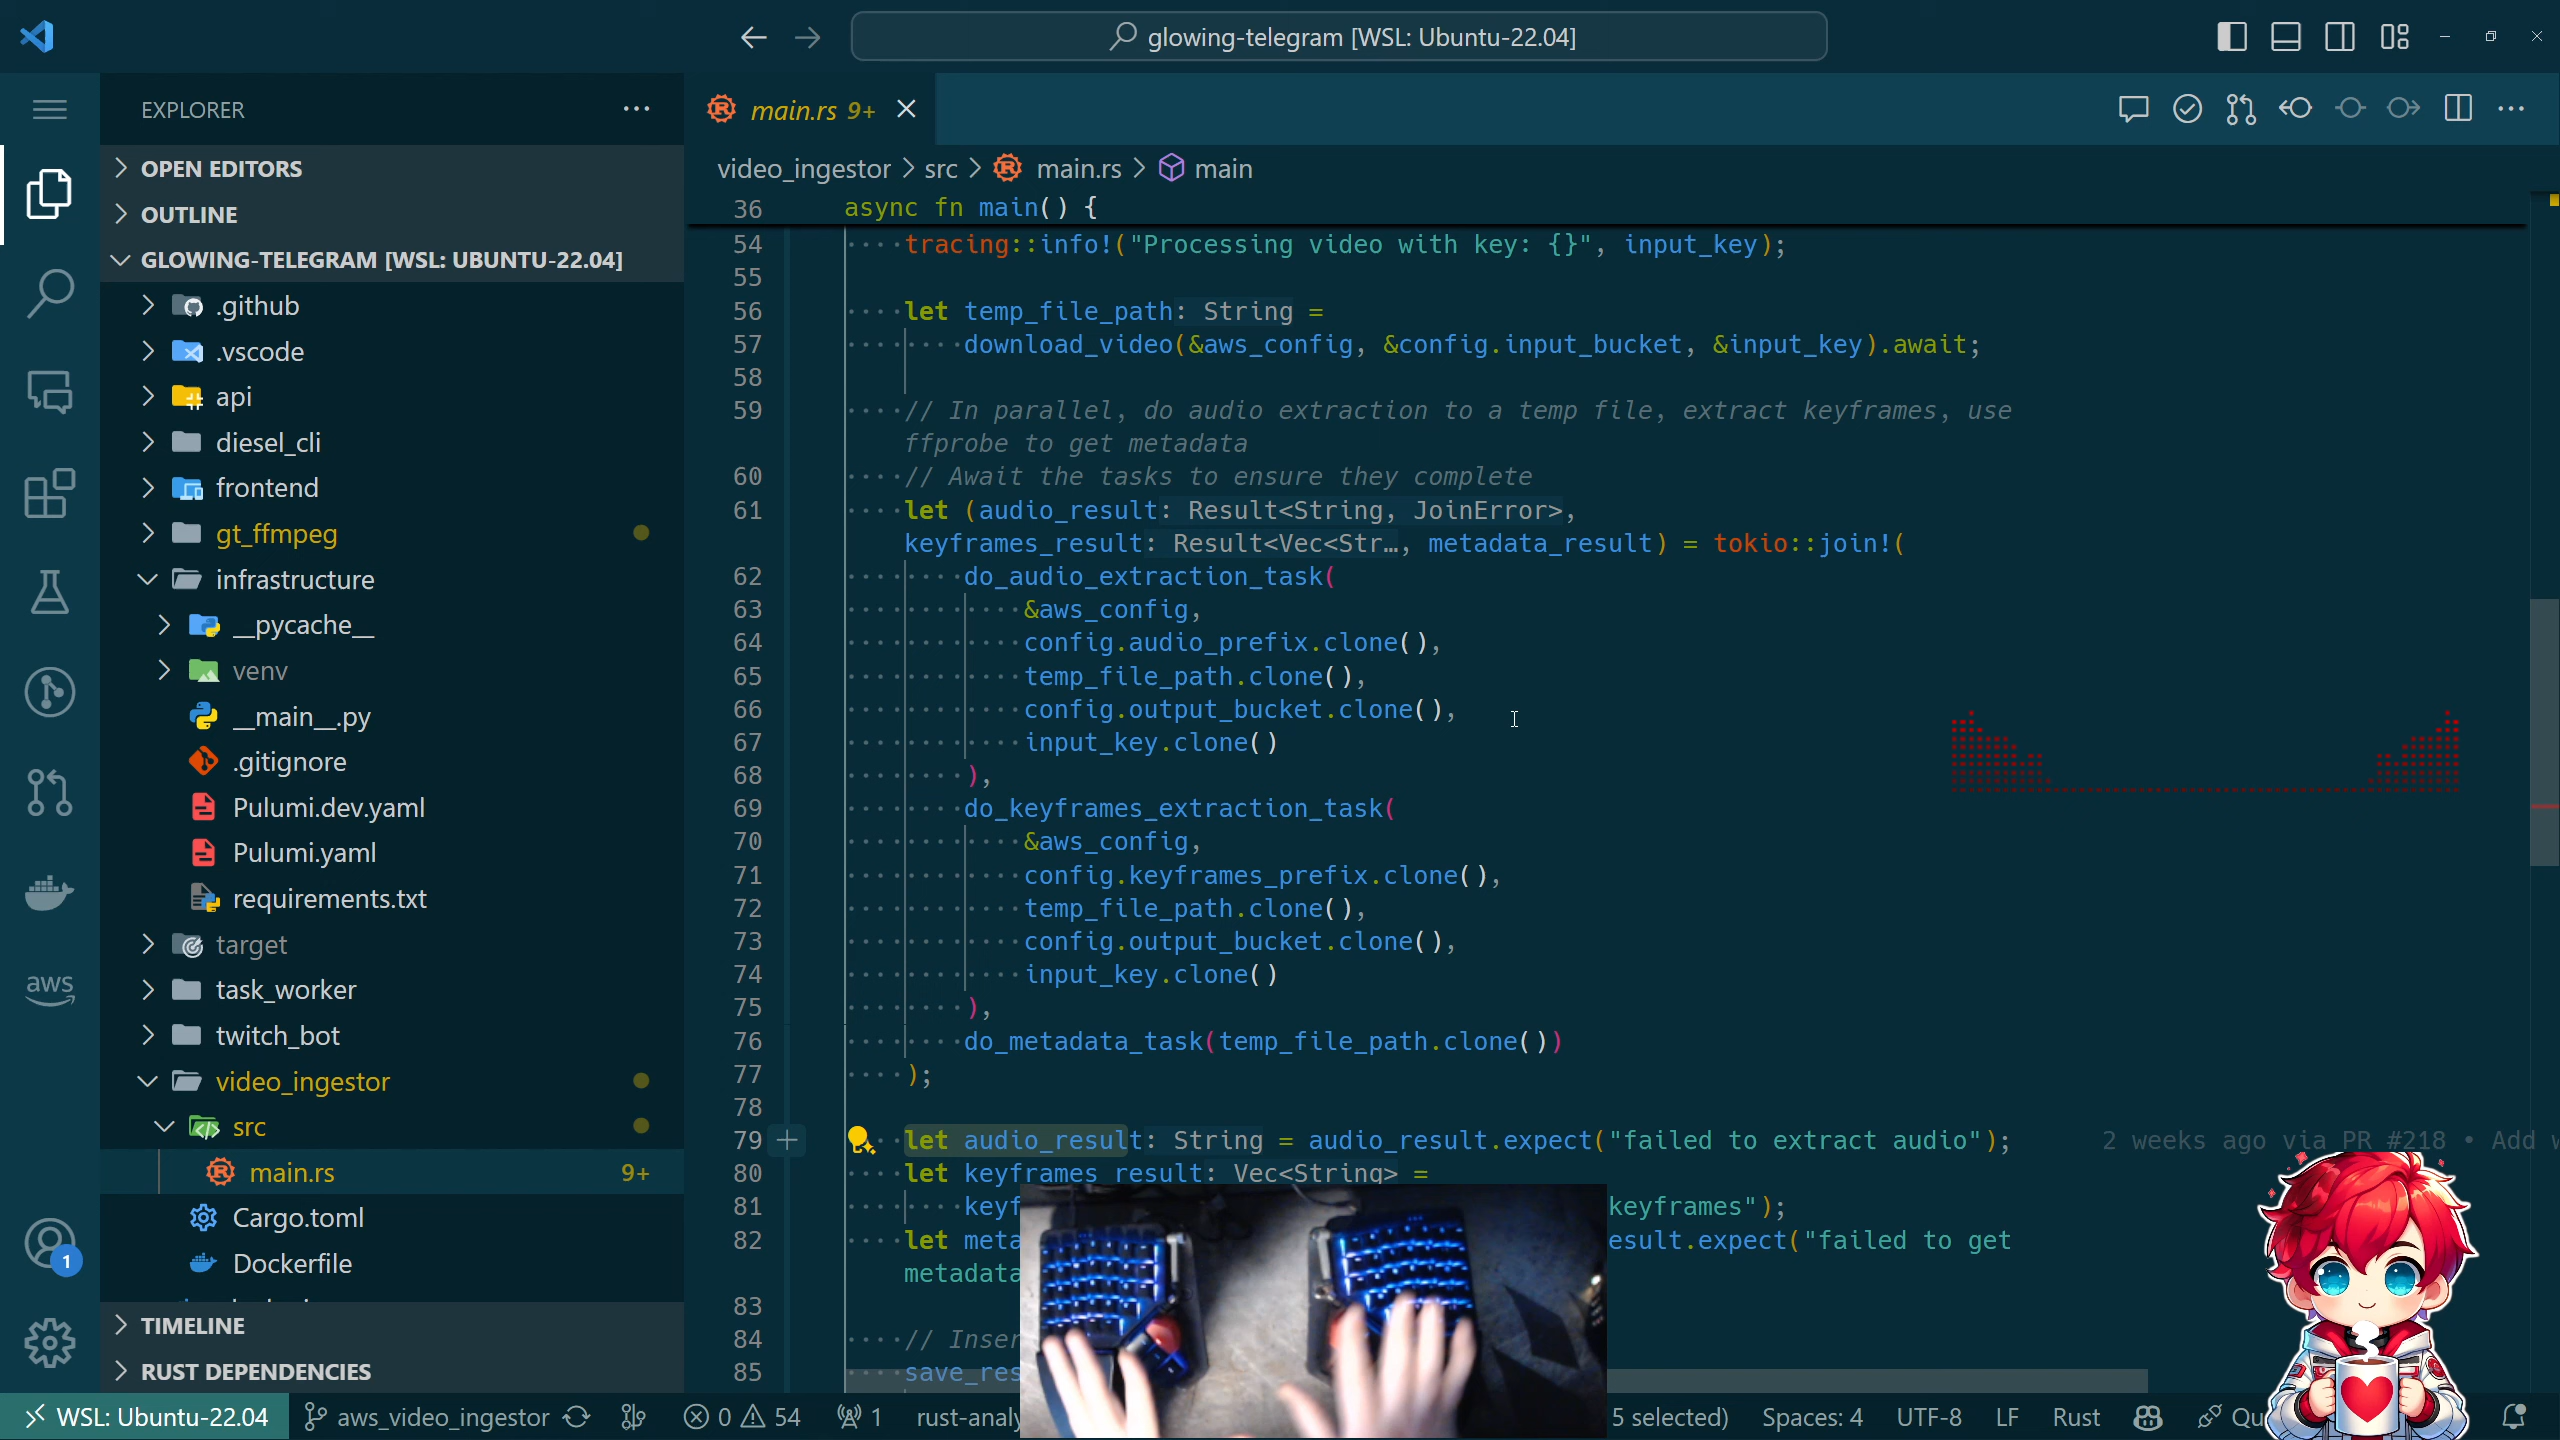 glowing-telegram [WSL: Ubuntu-22.04]
EXPLORER
OPEN EDITORS
OUTLINE
GLOWING-TELEGRAM [WSL: UBUNTU-22.04]
.github
.vscode
api
diesel_cli
frontend
gt_ffmpeg
infrastructure
__pycache__
venv
__main__.py
.gitignore
Pulumi.dev.yaml
Pulumi.yaml
requirements.txt
target
task_worker
twitch_bot
video_ingestor
src
main.rs 9+
Cargo.toml
Dockerfile
TIMELINE
RUST DEPENDENCIES
aws
1
main.rs 9+
video_ingestor > src > main.rs > main
36 async fn main() {
54 ····tracing::info!("Processing video with key: {}", input_key);
55
56 ····let temp_file_path: String =
57 ········download_video(&aws_config, &config.input_bucket, &input_key).await;
58
59 ····// In parallel, do audio extraction to a temp file, extract keyframes, use
ffprobe to get metadata
60 ····// Await the tasks to ensure they complete
61 ····let (audio_result: Result<String, JoinError>,
keyframes_result: Result<Vec<Str…, metadata_result) = tokio::join!(
62 ········do_audio_extraction_task(
63 ············&aws_config,
64 ············config.audio_prefix.clone(),
65 ············temp_file_path.clone(),
66 ············config.output_bucket.clone(),
67 ············input_key.clone()
68 ········),
69 ········do_keyframes_extraction_task(
70 ············&aws_config,
71 ············config.keyframes_prefix.clone(),
72 ············temp_file_path.clone(),
73 ············config.output_bucket.clone(),
74 ············input_key.clone()
75 ········),
76 ········do_metadata_task(temp_file_path.clone())
77 ····);
78
79 ····let audio_result: String = audio_result.expect("failed to extract audio"); 2 weeks ago via PR #218 • Add
80 ····let keyframes_result: Vec<String> =
81 ········keyf keyframes");
82 ····let meta esult.expect("failed to get
metadata
83
84 ····// Inser
85 ····save_res
WSL: Ubuntu-22.04 aws_video_ingestor 0 54 1 rust-analy 5 selected) Spaces: 4 UTF-8 LF Rust Qu